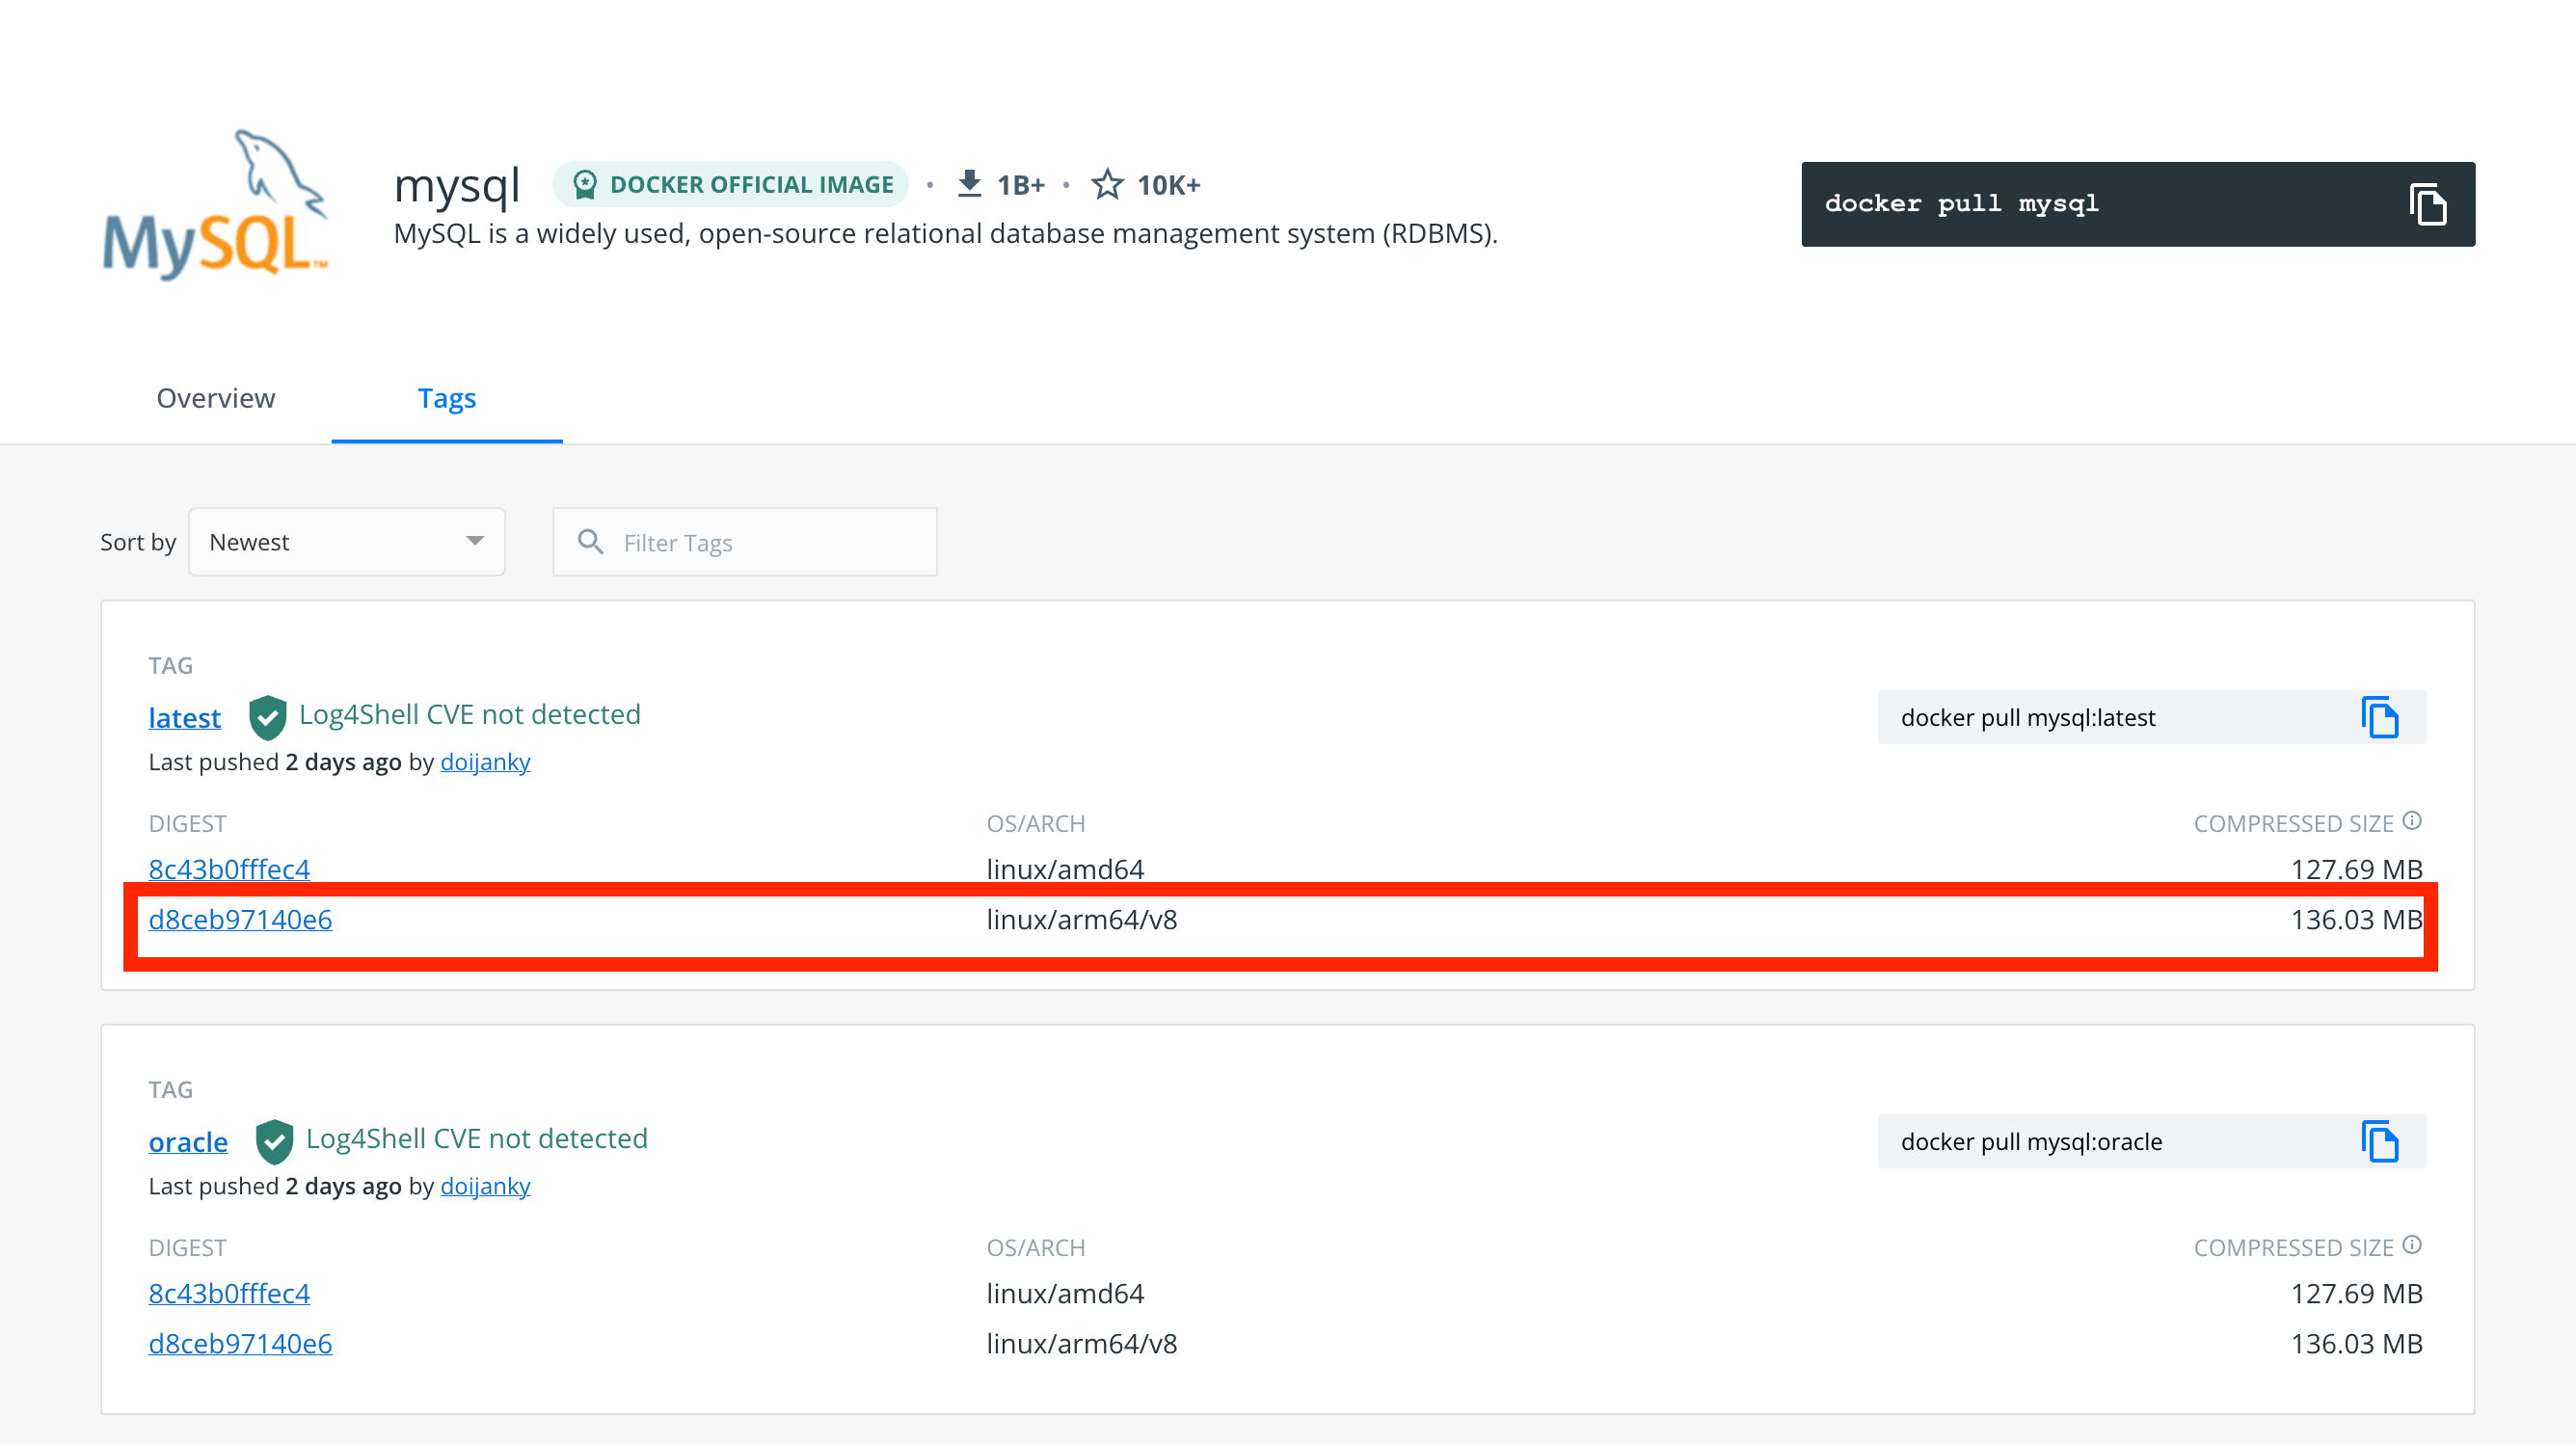 MySQL™
mysql DOCKER OFFICIAL IMAGE · 1B+ · 10K+
MySQL is a widely used, open-source relational database management system (RDBMS).
docker pull mysql
Overview Tags
Sort by Newest Filter Tags
TAG
latest Log4Shell CVE not detected
docker pull mysql:latest
Last pushed 2 days ago by doijanky
DIGEST OS/ARCH COMPRESSED SIZE
8c43b0fffec4 linux/amd64 127.69 MB
d8ceb97140e6 linux/arm64/v8 136.03 MB
TAG
oracle Log4Shell CVE not detected
docker pull mysql:oracle
Last pushed 2 days ago by doijanky
DIGEST OS/ARCH COMPRESSED SIZE
8c43b0fffec4 linux/amd64 127.69 MB
d8ceb97140e6 linux/arm64/v8 136.03 MB